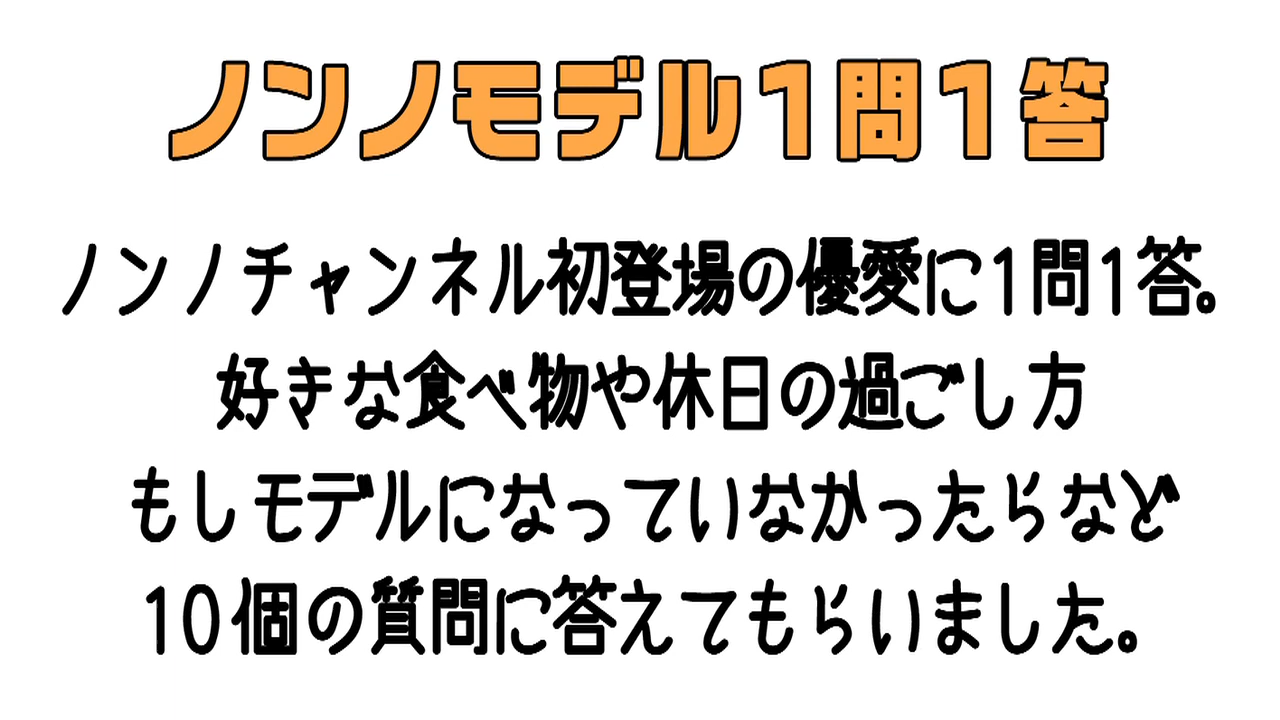 ノンノモデル1問1答
ノンノチャンネル初登場の優愛に1問1答。
好きな食べ物や休日の過ごし方
もしモデルになっていなかったらなど
10個の質問に答えてもらいました。